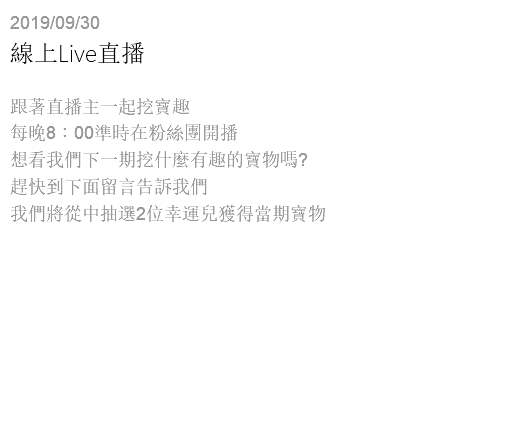 2019/09/30
線上Live直播
跟著直播主一起挖寶趣
每晚8：00準時在粉絲團開播
想看我們下一期挖什麼有趣的寶物嗎?
趕快到下面留言告訴我們
我們將從中抽選2位幸運兒獲得當期寶物